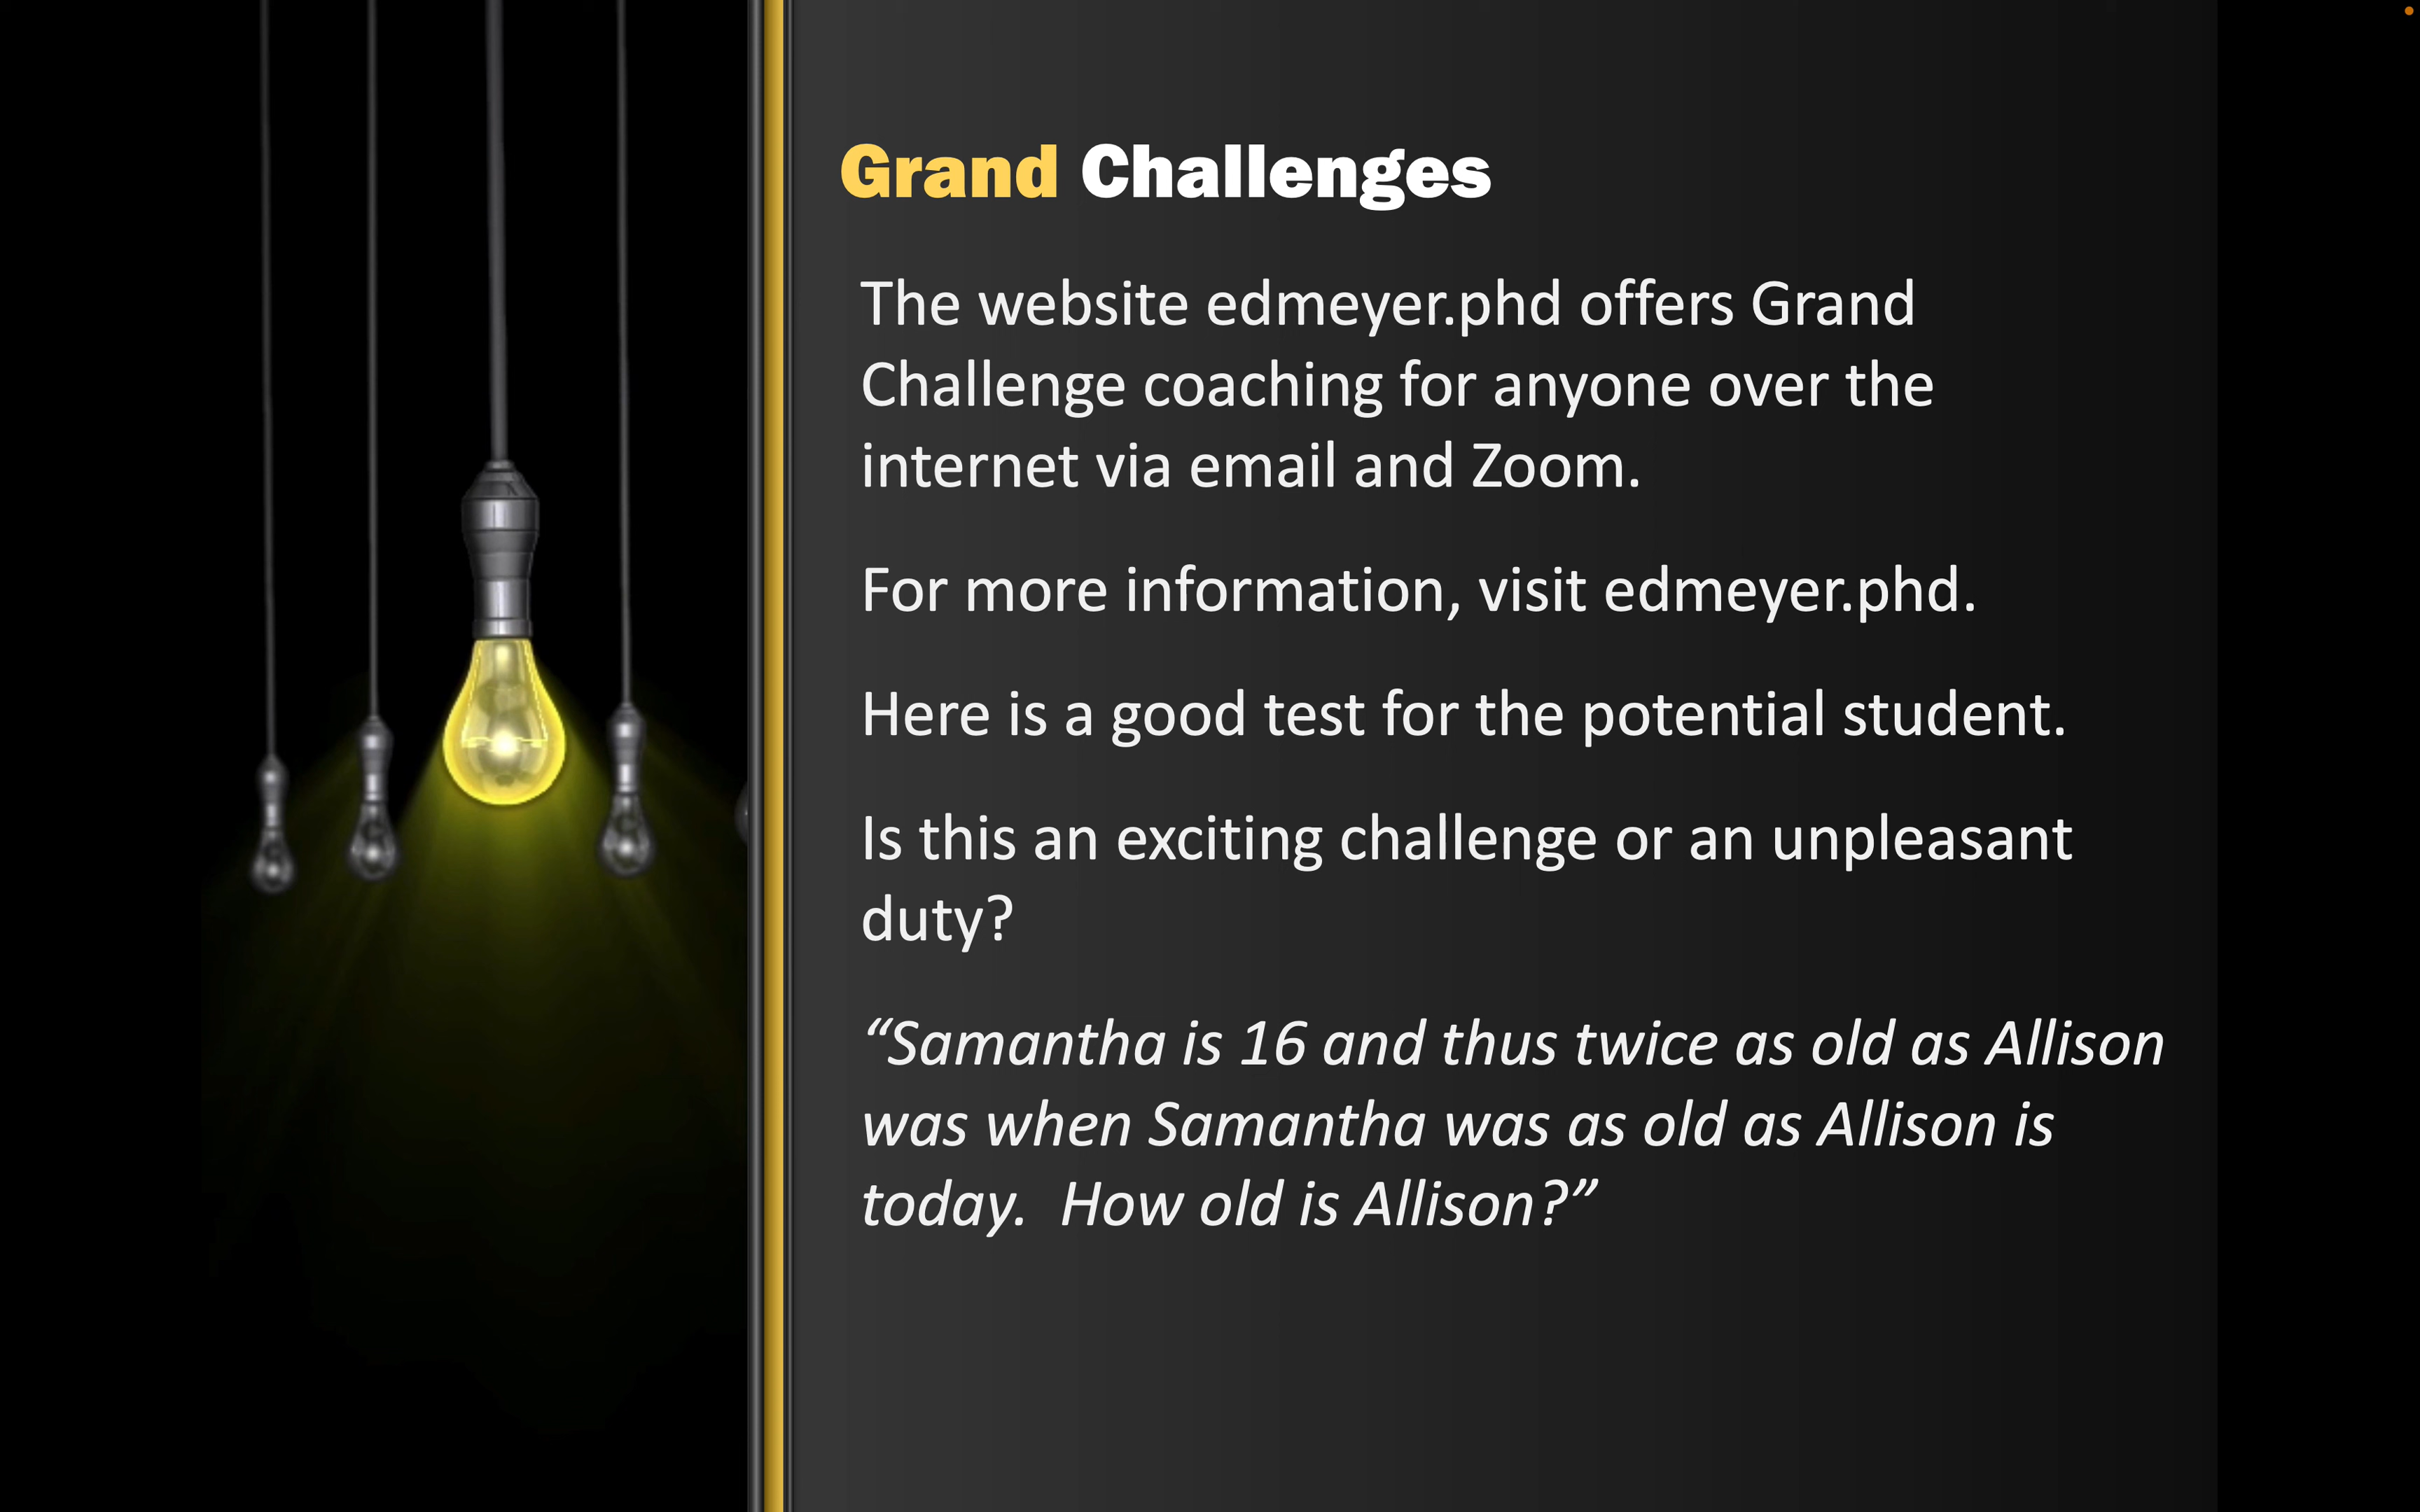 Grand Challenges
The website edmeyer.phd offers Grand
Challenge coaching for anyone over the
internet via email and Zoom.
For more information, visit edmeyer.phd.
Here is a good test for the potential student.
Is this an exciting challenge or an unpleasant
duty?
“Samantha is 16 and thus twice as old as Allison
was when Samantha was as old as Allison is
today.  How old is Allison?”